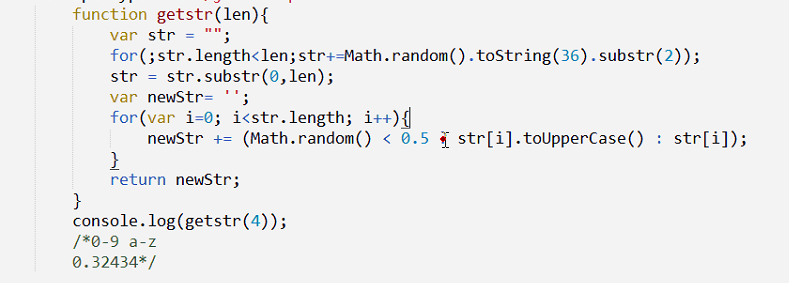 function getstr(len){
var str = "";
for(;str.length<len;str+=Math.random().toString(36).substr(2));
str = str.substr(0,len);
var newStr= '';
for(var i=0; i<str.length; i++){
newStr += (Math.random() < 0.5 str[i].toUpperCase() : str[i]);
}
return newStr;
}
console.log(getstr(4));
/*0-9 a-z
0.32434*/